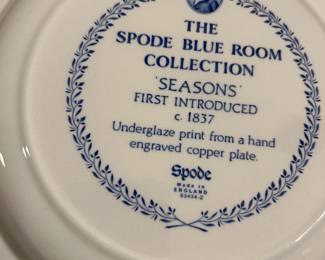 THE
SPODE BLUE ROOM
COLLECTION
'SEASONS'
FIRST INTRODUCED
c. 1837
Underglaze print from a hand
engraved copper plate.
Spode
MADE IN
ENGLAND
S3434-Z